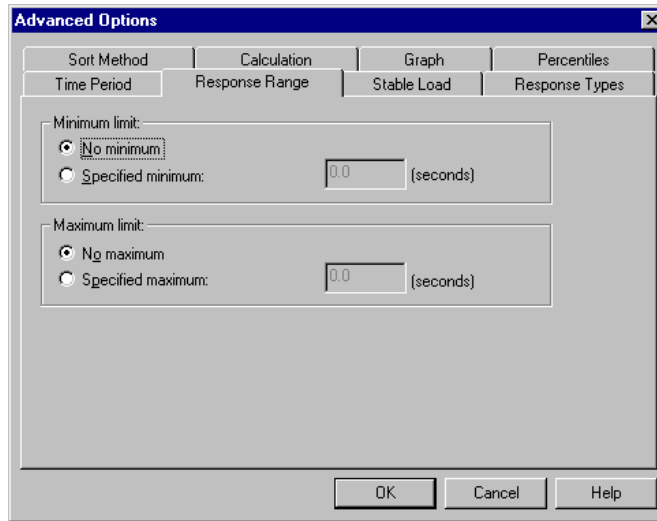 Advanced Options
Sort Method Calculation Graph Percentiles
Time Period Response Range Stable Load Response Types
Minimum limit:
No minimum
Specified minimum: 0.0 (seconds)
Maximum limit:
No maximum
Specified maximum: 0.0 (seconds)
OK Cancel Help